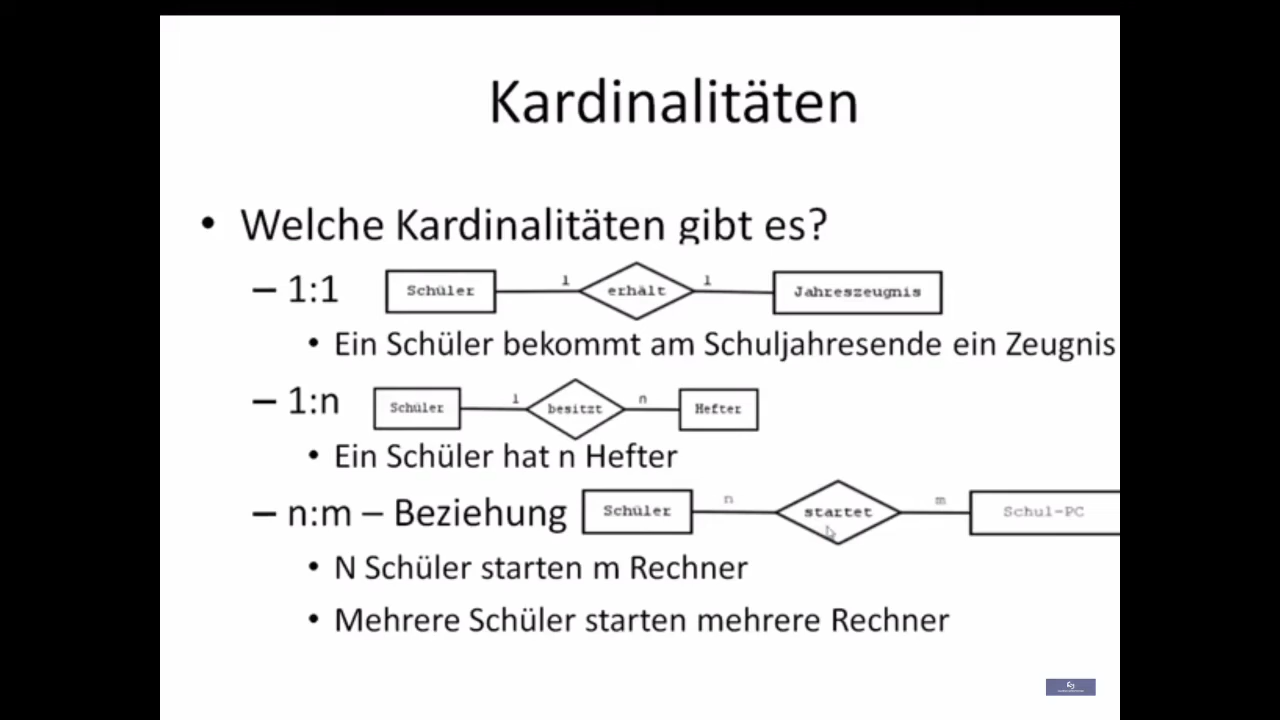 Kardinalitäten
• Welche Kardinalitäten gibt es?
– 1:1 Schüler 1 erhält 1 Jahreszeugnis
• Ein Schüler bekommt am Schuljahresende ein Zeugnis
– 1:n Schüler 1 besitzt n Hefter
• Ein Schüler hat n Hefter
– n:m – Beziehung Schüler n startet m Schul-PC
• N Schüler starten m Rechner
• Mehrere Schüler starten mehrere Rechner